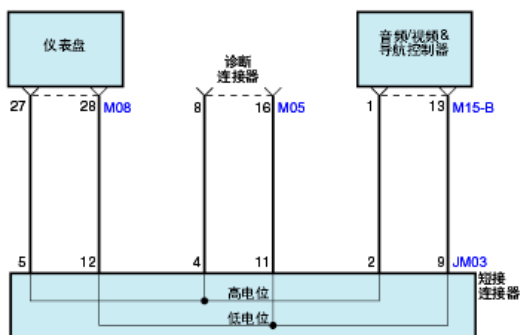 仪表盘
音频/视频&
导航控制器
诊断
连接器
27 28 M08
8 16 M05
1 13 M15-B
5 12 4 11 2 9 JM03
短接
连接器
高电位
低电位